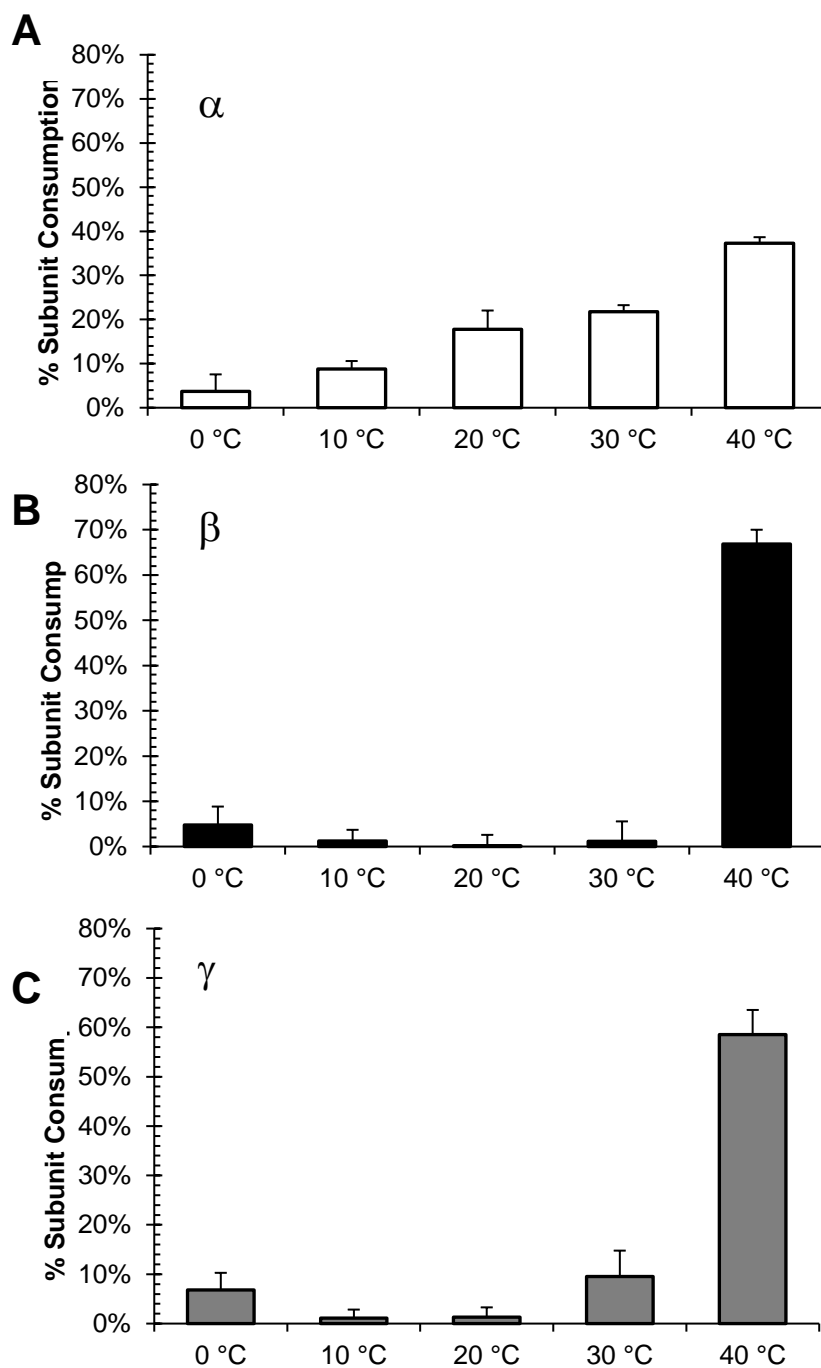 A
80%
70%
60%
50%
40%
30%
20%
10%
0%
% Subunit Consumption
α
0 °C 10 °C 20 °C 30 °C 40 °C
B
80%
70%
60%
50%
40%
30%
20%
10%
0%
% Subunit Consump
β
0 °C 10 °C 20 °C 30 °C 40 °C
C
80%
70%
60%
50%
40%
30%
20%
10%
0%
% Subunit Consum
γ
0 °C 10 °C 20 °C 30 °C 40 °C